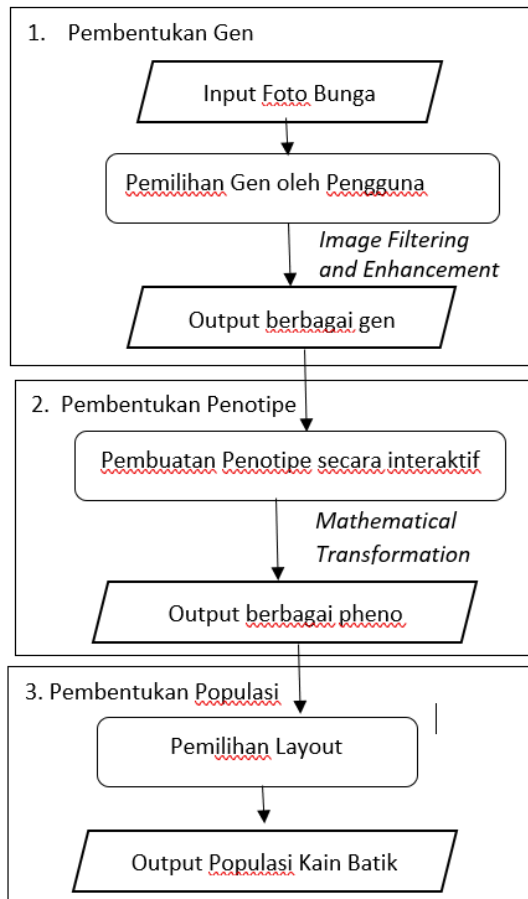 1. Pembentukan Gen
Input Foto Bunga
Pemilihan Gen oleh Pengguna
Image Filtering
and Enhancement
Output berbagai gen
2. Pembentukan Penotipe
Pembuatan Penotipe secara interaktif
Mathematical
Transformation
Output berbagai pheno
3. Pembentukan Populasi
Pemilihan Layout
Output Populasi Kain Batik